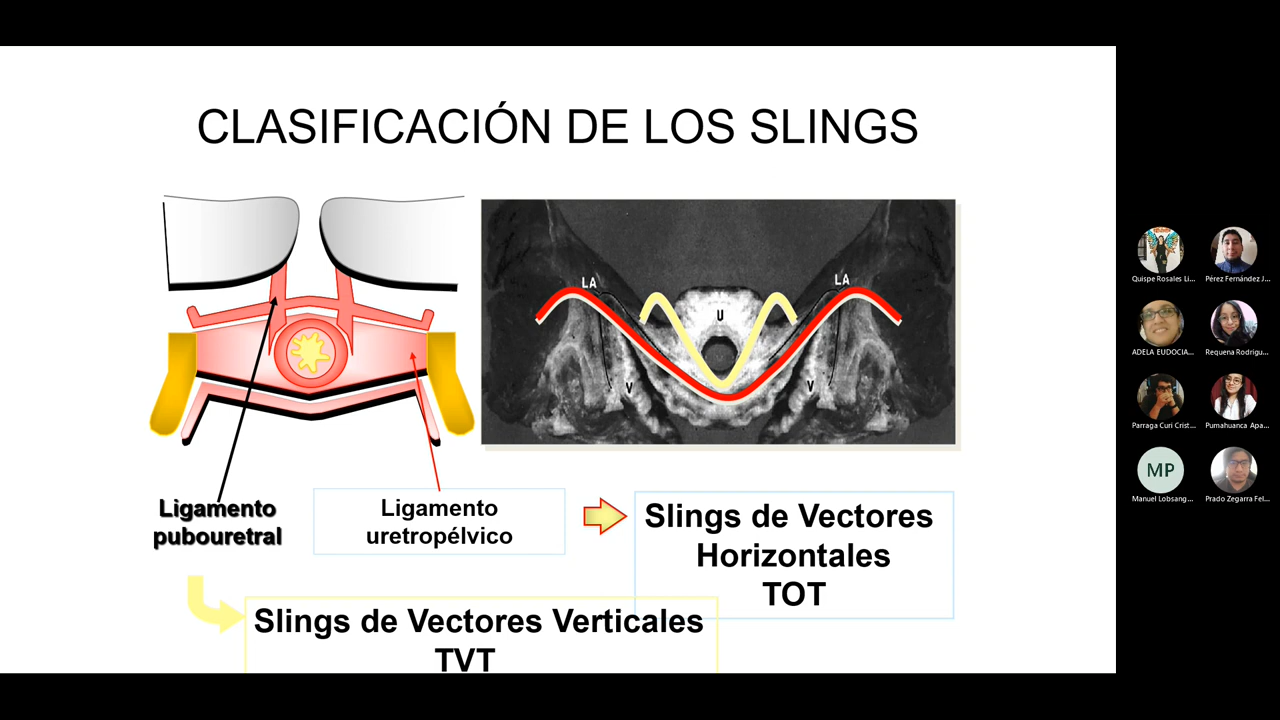 CLASIFICACIÓN DE LOS SLINGS
LA
LA
U
V
V
Ligamento
pubouretral
Ligamento
uretropélvico
Slings de Vectores
Horizontales
TOT
Slings de Vectores Verticales
TVT
Quispe Rosales Li...
Pérez Fernández J...
ADELA EUDOCIA...
Requena Rodrigu...
Parraga Curi Crist...
Pumahuanca Apa...
MP
Manuel Lobsang...
Prado Zegarra Fel...